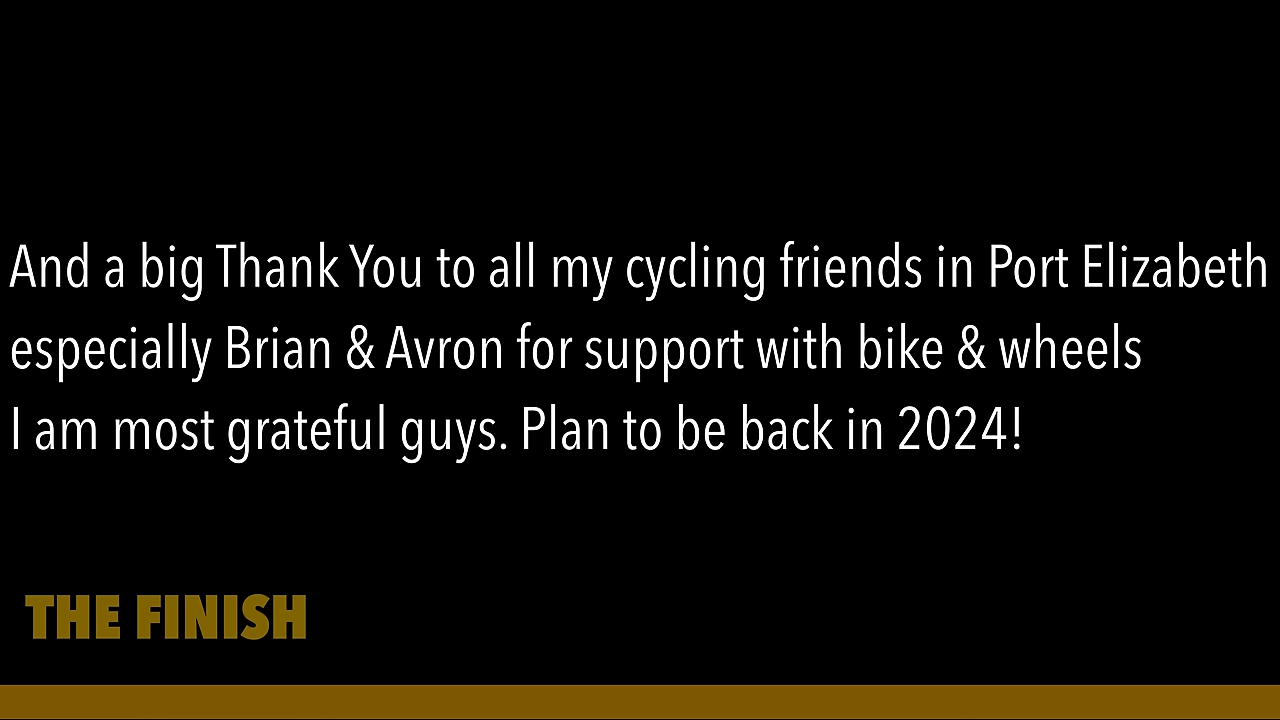 And a big Thank You to all my cycling friends in Port Elizabeth
especially Brian & Avron for support with bike & wheels
I am most grateful guys. Plan to be back in 2024!
THE FINISH